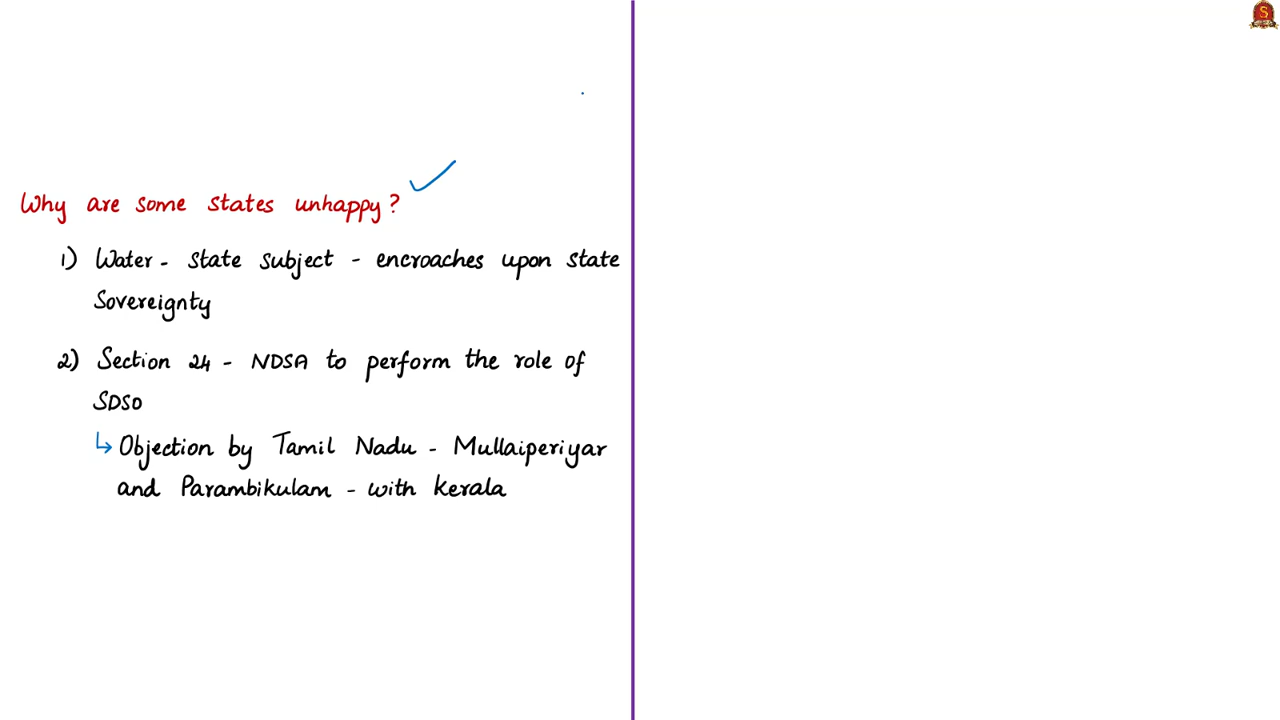 Why are some states unhappy?
1) Water - state subject - encroaches upon state
Sovereignty
2) Section 24 - NDSA to perform the role of
SDSO
↳ Objection by Tamil Nadu - Mullaiperiyar
and Parambikulam - with Kerala
S